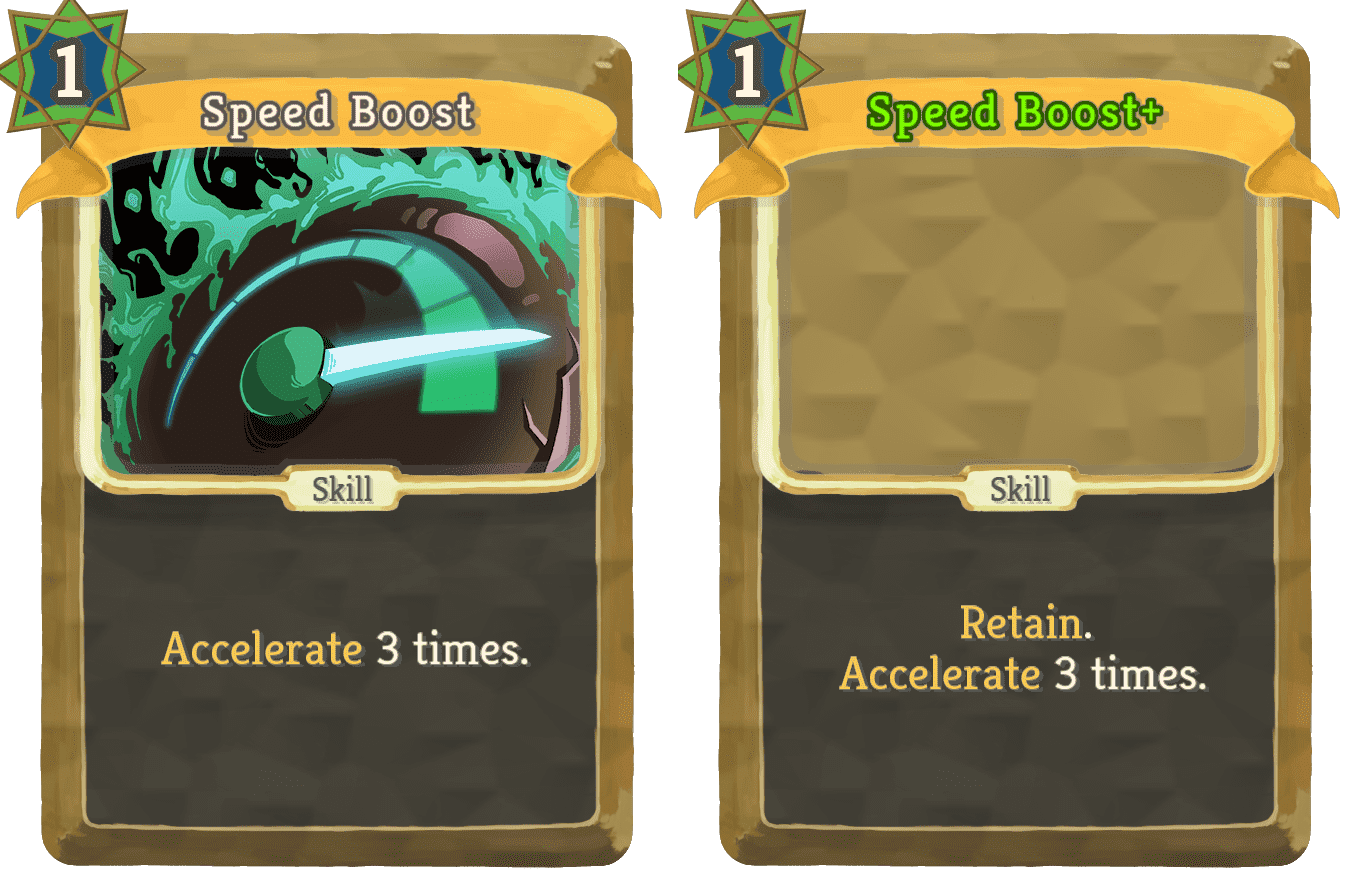 1
Speed Boost
Skill
Accelerate 3 times.
1
Speed Boost+
Skill
Retain.
Accelerate 3 times.